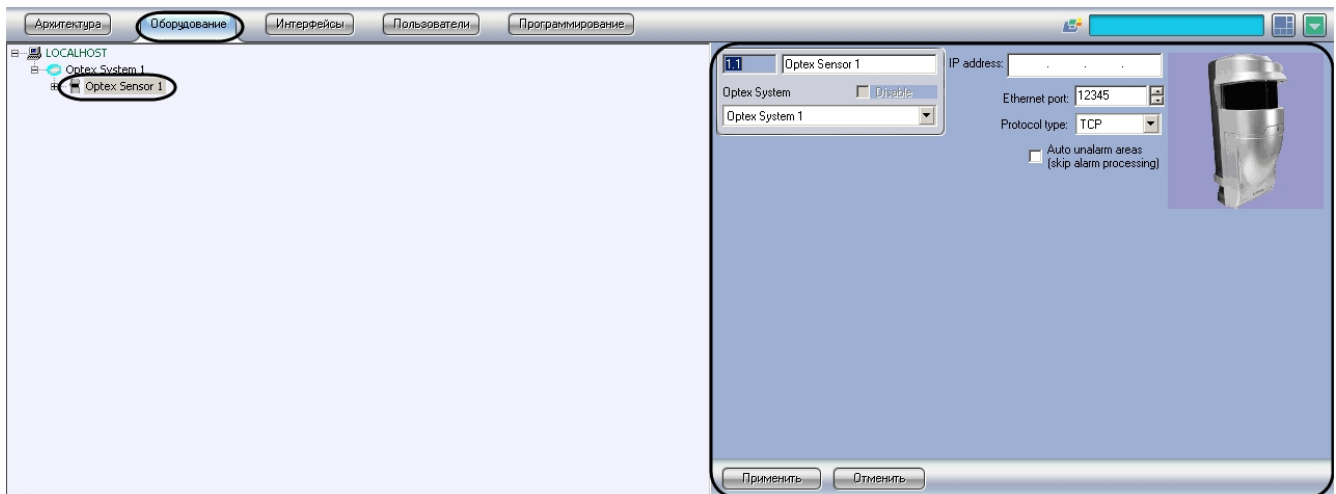 Архитектура Оборудование Интерфейсы Пользователи Программирование
LOCALHOST
Optex System 1
Optex Sensor 1
1.1 Optex Sensor 1
Optex System Disable
Optex System 1
IP address: . . .
Ethernet port: 12345
Protocol type: TCP
Auto unalarm areas
(skip alarm processing)
Применить Отменить